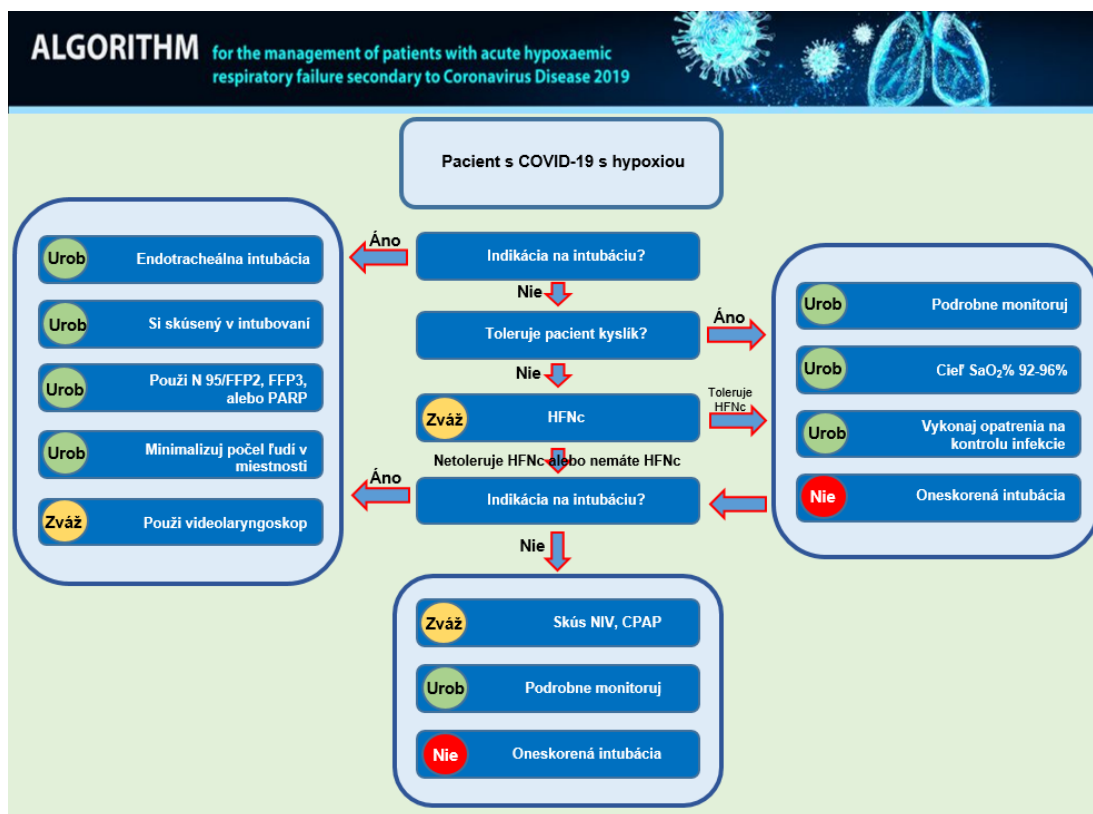 ALGORITHM for the management of patients with acute hypoxaemic
respiratory failure secondary to Coronavirus Disease 2019
Pacient s COVID-19 s hypoxiou
Áno
Indikácia na intubáciu?
Nie
Toleruje pacient kyslík?
Áno
Nie
Zváž HFNc
Toleruje
HFNc
Netoleruje HFNc alebo nemáte HFNc
Áno
Indikácia na intubáciu?
Nie
Urob Endotracheálna intubácia
Urob Si skúsený v intubovaní
Urob Použi N 95/FFP2, FFP3,
alebo PARP
Urob Minimalizuj počel ľudí v
miestnosti
Zváž Použi videolaryngoskop
Urob Podrobne monitoruj
Urob Cieľ SaO₂% 92-96%
Urob Vykonaj opatrenia na
kontrolu infekcie
Nie Oneskorená intubácia
Zváž Skús NIV, CPAP
Urob Podrobne monitoruj
Nie Oneskorená intubácia